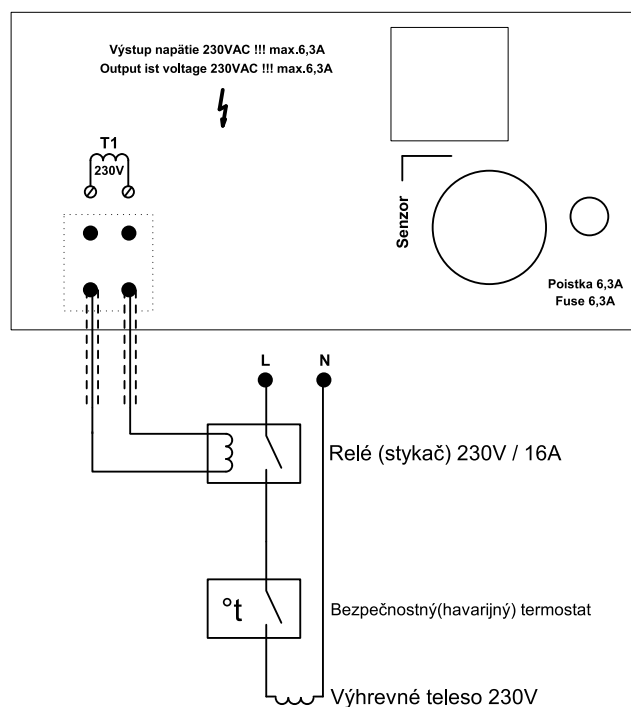 Výstup napätie 230VAC !!! max.6,3A
Output ist voltage 230VAC !!! max.6,3A
T1
230V
Senzor
Poistka 6,3A
Fuse 6,3A
L
N
Relé (stykač) 230V / 16A
°t
Bezpečnostný(havarijný) termostat
Výhrevné teleso 230V